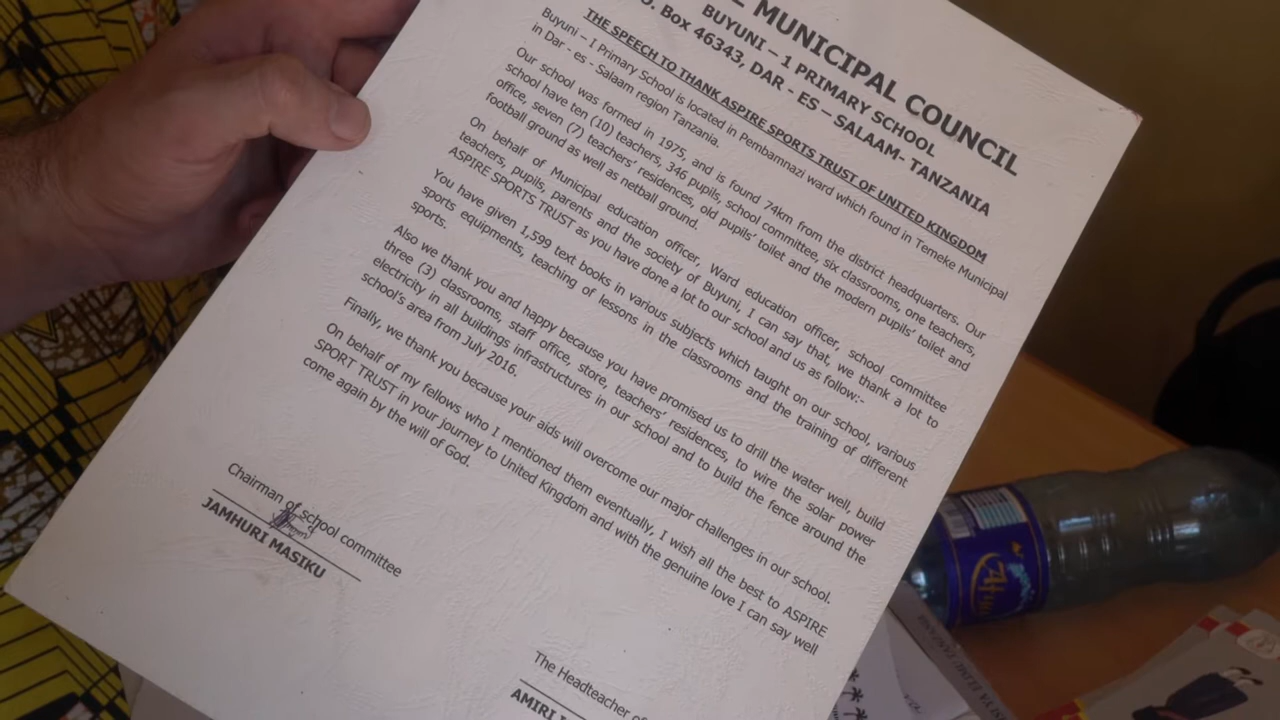 MUNICIPAL COUNCIL
BUYUNI – 1 PRIMARY SCHOOL
Box 46343, DAR - ES – SALAAM- TANZANIA
THE SPEECH TO THANK ASPIRE SPORTS TRUST OF UNITED KINGDOM
Buyuni – I Primary School is located in Pembamnazi ward which found in Temeke Municipal
in Dar - es - Salaam region Tanzania.
Our school was formed in 1975, and is found 74km from the district headquarters. Our
school have ten (10) teachers, 346 pupils, school committee, six classrooms, one teachers,
office, seven (7) teachers' residences, old pupils' toilet and the modern pupils' toilet and
football ground as well as netball ground.
On behalf of Municipal education officer, Ward education officer, school committee
teachers, pupils, parents and the society of Buyuni, I can say that, we thank a lot to
ASPIRE SPORTS TRUST as you have done a lot to our school and us as follow:-
You have given 1,599 text books in various subjects which taught on our school, various
sports equipments, teaching of lessons in the classrooms and the training of different
sports.
Also we thank you and happy because you have promised us to drill the water well, build
three (3) classrooms, staff office, store, teachers' residences, to wire the solar power
electricity in all buildings infrastructures in our school and to build the fence around the
school's area from July 2016.
Finally, we thank you because your aids will overcome our major challenges in our school.
On behalf of my fellows who I mentioned them eventually, I wish all the best to ASPIRE
SPORT TRUST in your journey to United Kingdom and with the genuine love I can say well
come again by the will of God.
Chairman of school committee
JAMHURI MASIKU
The Headteacher of
AMIRI